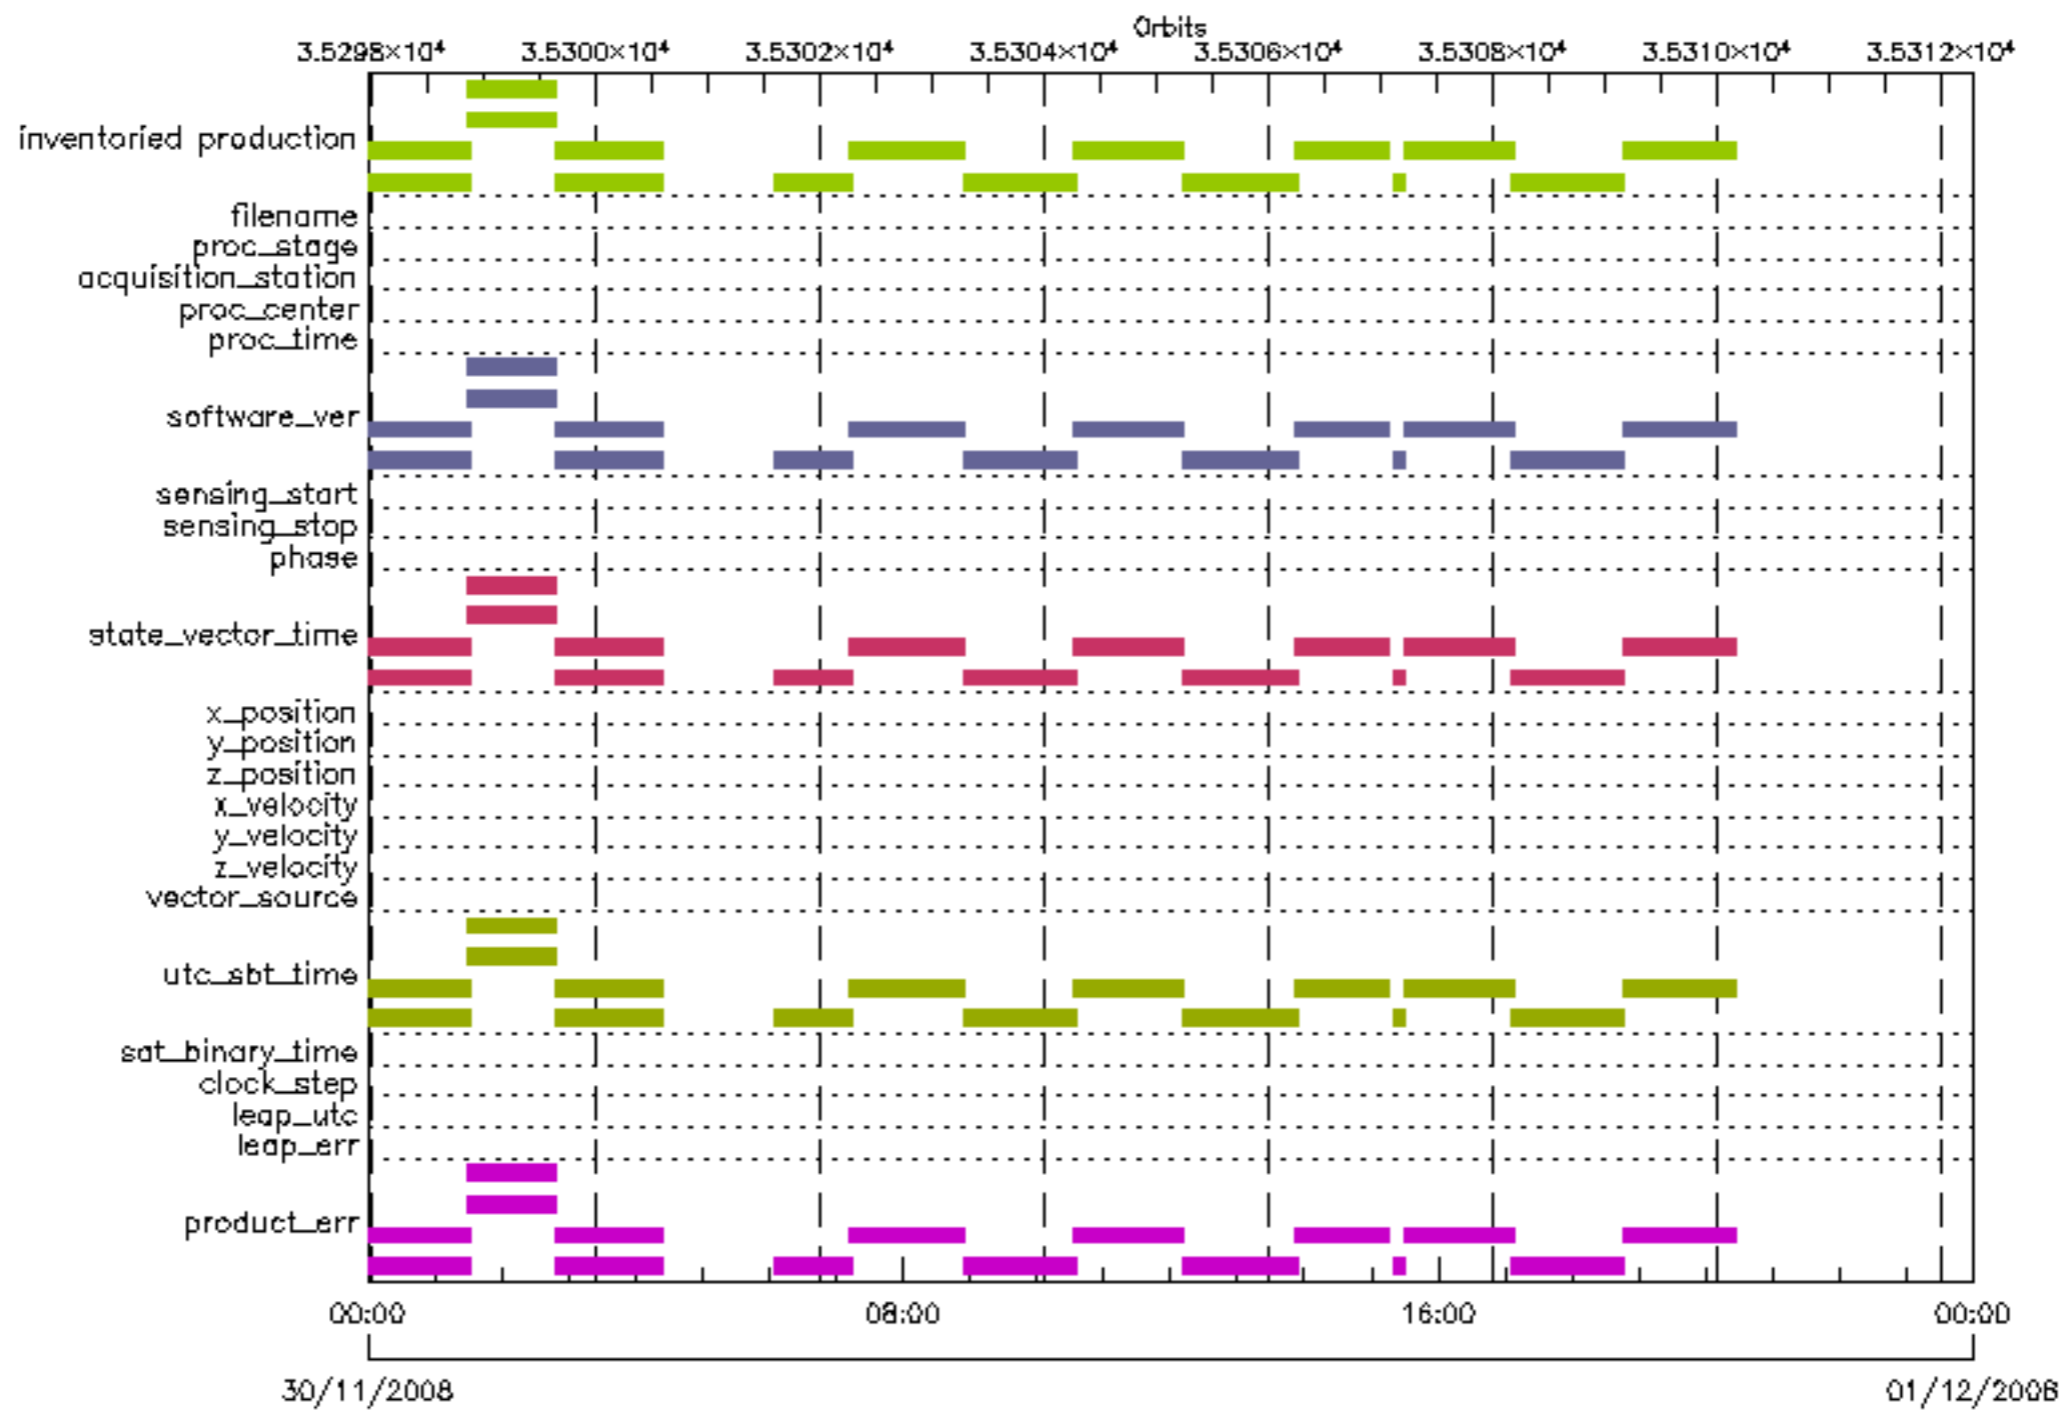 Orbits
3.5298×10⁴ 3.5300×10⁴ 3.5302×10⁴ 3.5304×10⁴ 3.5306×10⁴ 3.5308×10⁴ 3.5310×10⁴ 3.5312×10⁴
inventoried production
filename
proc_stage
acquisition_station
proc_center
proc_time
software_ver
sensing_start
sensing_stop
phase
state_vector_time
x_position
y_position
z_position
x_velocity
y_velocity
z_velocity
vector_source
utc_sbt_time
sat_binary_time
clock_step
leap_utc
leap_err
product_err
00:00 08:00 16:00 00:00
30/11/2008 01/12/2008